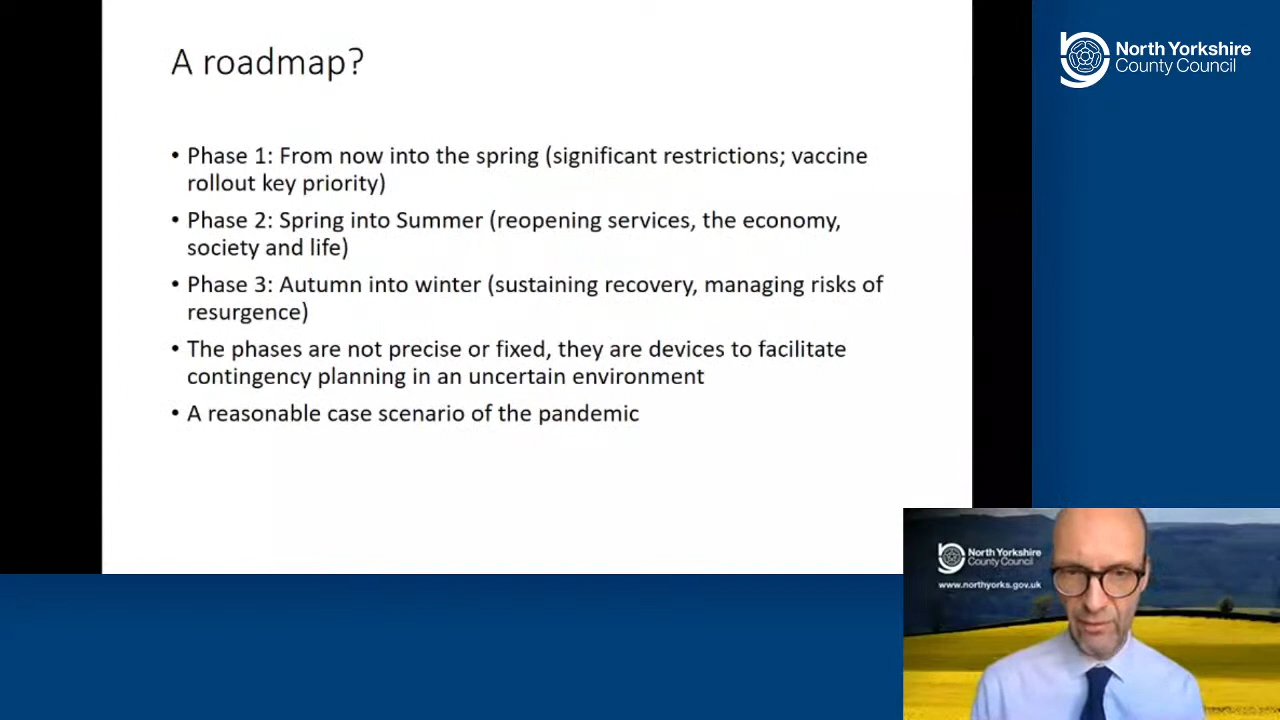 A roadmap?
North Yorkshire
County Council
• Phase 1: From now into the spring (significant restrictions; vaccine
rollout key priority)
• Phase 2: Spring into Summer (reopening services, the economy,
society and life)
• Phase 3: Autumn into winter (sustaining recovery, managing risks of
resurgence)
• The phases are not precise or fixed, they are devices to facilitate
contingency planning in an uncertain environment
• A reasonable case scenario of the pandemic
North Yorkshire
County Council
www.northyorks.gov.uk